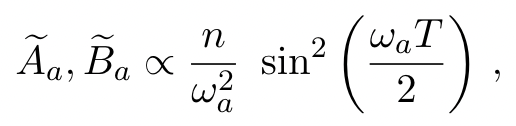 $\widetilde{A}_a, \widetilde{B}_a \propto \frac{n}{\omega_a^2} \ \sin^2 \left( \frac{\omega_a T}{2} \right) \ ,$